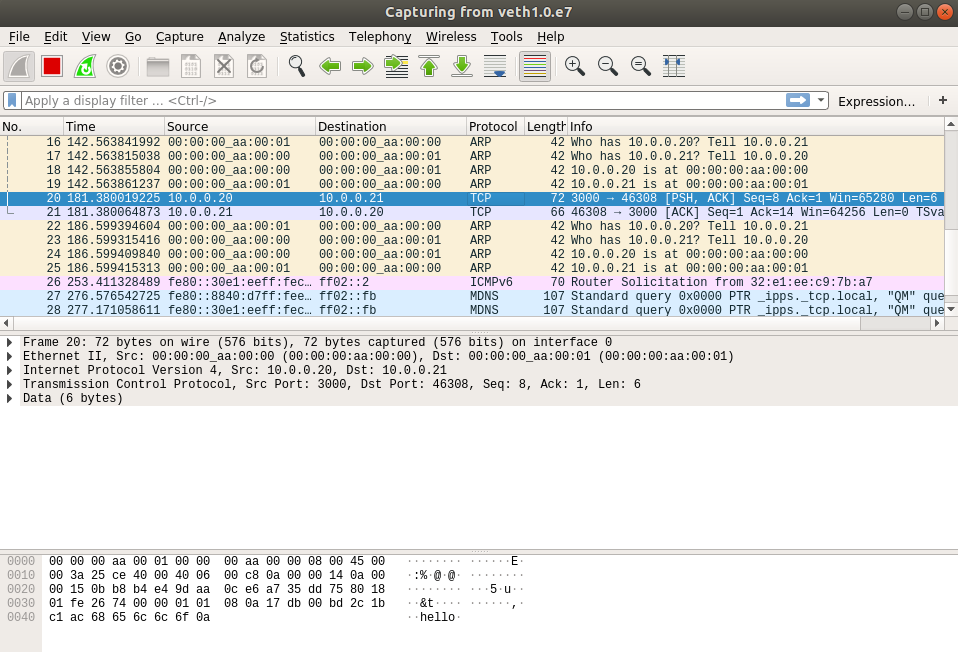 Capturing from veth1.0.e7
File Edit View Go Capture Analyze Statistics Telephony Wireless Tools Help
Apply a display filter … <Ctrl-/> Expression… +
No. Time Source Destination Protocol Length Info
16 142.563841992 00:00:00_aa:00:01 00:00:00_aa:00:00 ARP 42 Who has 10.0.0.20? Tell 10.0.0.21
17 142.563815038 00:00:00_aa:00:00 00:00:00_aa:00:01 ARP 42 Who has 10.0.0.21? Tell 10.0.0.20
18 142.563855804 00:00:00_aa:00:00 00:00:00_aa:00:01 ARP 42 10.0.0.20 is at 00:00:00:aa:00:00
19 142.563861237 00:00:00_aa:00:01 00:00:00_aa:00:00 ARP 42 10.0.0.21 is at 00:00:00:aa:00:01
20 181.380019225 10.0.0.20 10.0.0.21 TCP 72 3000 → 46308 [PSH, ACK] Seq=8 Ack=1 Win=65280 Len=6
21 181.380064873 10.0.0.21 10.0.0.20 TCP 66 46308 → 3000 [ACK] Seq=1 Ack=14 Win=64256 Len=0 TSva
22 186.599394604 00:00:00_aa:00:01 00:00:00_aa:00:00 ARP 42 Who has 10.0.0.20? Tell 10.0.0.21
23 186.599315416 00:00:00_aa:00:00 00:00:00_aa:00:01 ARP 42 Who has 10.0.0.21? Tell 10.0.0.20
24 186.599409840 00:00:00_aa:00:00 00:00:00_aa:00:01 ARP 42 10.0.0.20 is at 00:00:00:aa:00:00
25 186.599415313 00:00:00_aa:00:01 00:00:00_aa:00:00 ARP 42 10.0.0.21 is at 00:00:00:aa:00:01
26 253.411328489 fe80::30e1:eeff:fec… ff02::2 ICMPv6 70 Router Solicitation from 32:e1:ee:c9:7b:a7
27 276.576542725 fe80::8840:d7ff:fee… ff02::fb MDNS 107 Standard query 0x0000 PTR _ipps._tcp.local, "QM" que
28 277.171058611 fe80::30e1:eeff:fec… ff02::fb MDNS 107 Standard query 0x0000 PTR _ipps._tcp.local, "QM" que
Frame 20: 72 bytes on wire (576 bits), 72 bytes captured (576 bits) on interface 0
Ethernet II, Src: 00:00:00_aa:00:00 (00:00:00:aa:00:00), Dst: 00:00:00_aa:00:01 (00:00:00:aa:00:01)
Internet Protocol Version 4, Src: 10.0.0.20, Dst: 10.0.0.21
Transmission Control Protocol, Src Port: 3000, Dst Port: 46308, Seq: 8, Ack: 1, Len: 6
Data (6 bytes)
0000 00 00 00 aa 00 01 00 00 00 aa 00 00 08 00 45 00 ········ ······E·
0010 00 3a 25 ce 40 00 40 06 00 c8 0a 00 00 14 0a 00 ·:%·@·@· ········
0020 00 15 0b b8 b4 e4 9d aa 0c e6 a7 35 dd 75 80 18 ········ ···5·u··
0030 01 fe 26 74 00 00 01 01 08 0a 17 db 00 bd 2c 1b ··&t···· ······,·
0040 c1 ac 68 65 6c 6c 6f 0a ··hello·